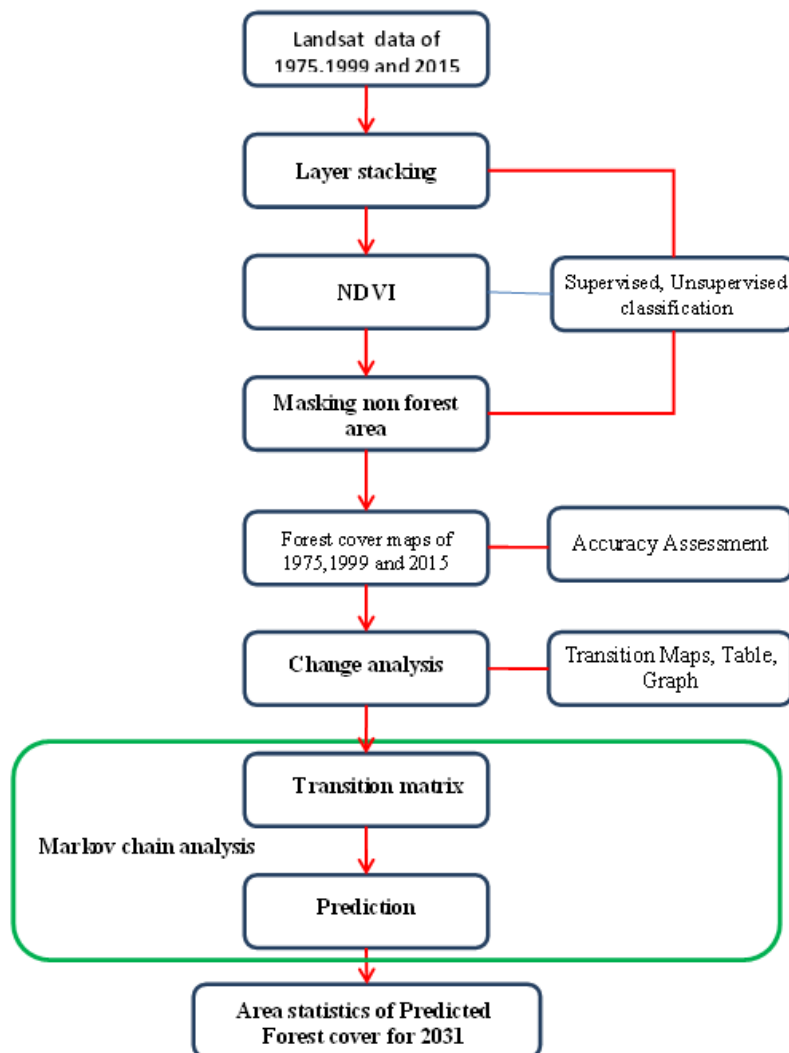 Landsat data of
1975,1999 and 2015
Layer stacking
NDVI
Supervised, Unsupervised
classification
Masking non forest
area
Forest cover maps of
1975,1999 and 2015
Accuracy Assessment
Change analysis
Transition Maps, Table,
Graph
Transition matrix
Markov chain analysis
Prediction
Area statistics of Predicted
Forest cover for 2031